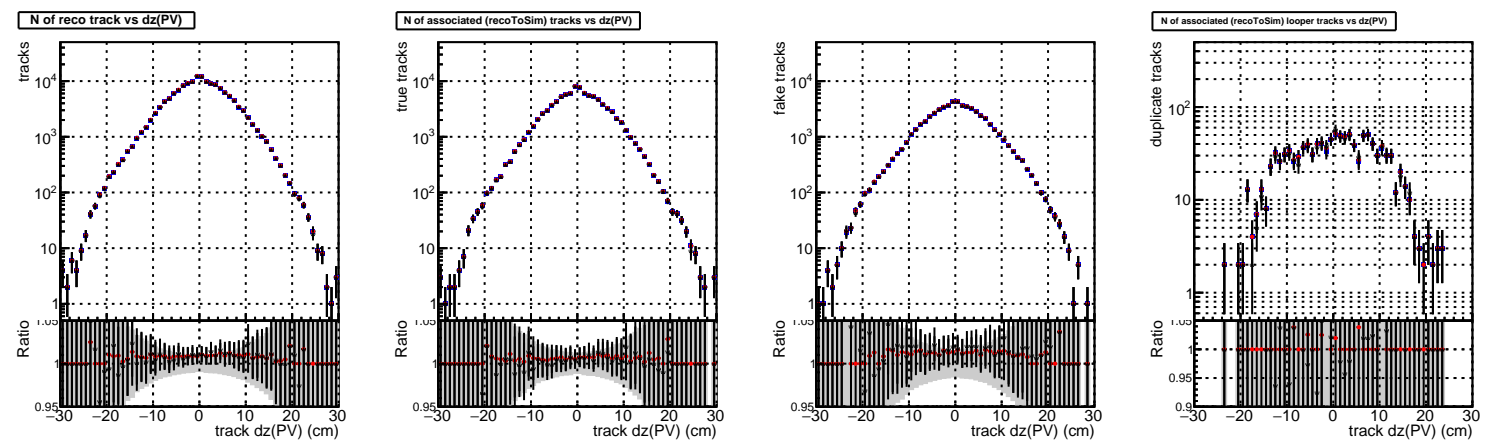 N of reco track vs dz(PV)
tracks
10^4
10^3
10^2
10
1
Ratio
1.05
1
0.95
−30 −20 −10 0 10 20 30
track dz(PV) (cm)
N of associated (recoToSim) tracks vs dz(PV)
true tracks
10^4
10^3
10^2
10
1
Ratio
1.05
1
0.95
−30 −20 −10 0 10 20 30
track dz(PV) (cm)
fake tracks
10^4
10^3
10^2
10
1
Ratio
1.05
1
0.95
−30 −20 −10 0 10 20 30
track dz(PV) (cm)
N of associated (recoToSim) looper tracks vs dz(PV)
duplicate tracks
10^2
10
1
Ratio
1.05
1
0.95
0.9
−30 −20 −10 0 10 20 30
track dz(PV) (cm)